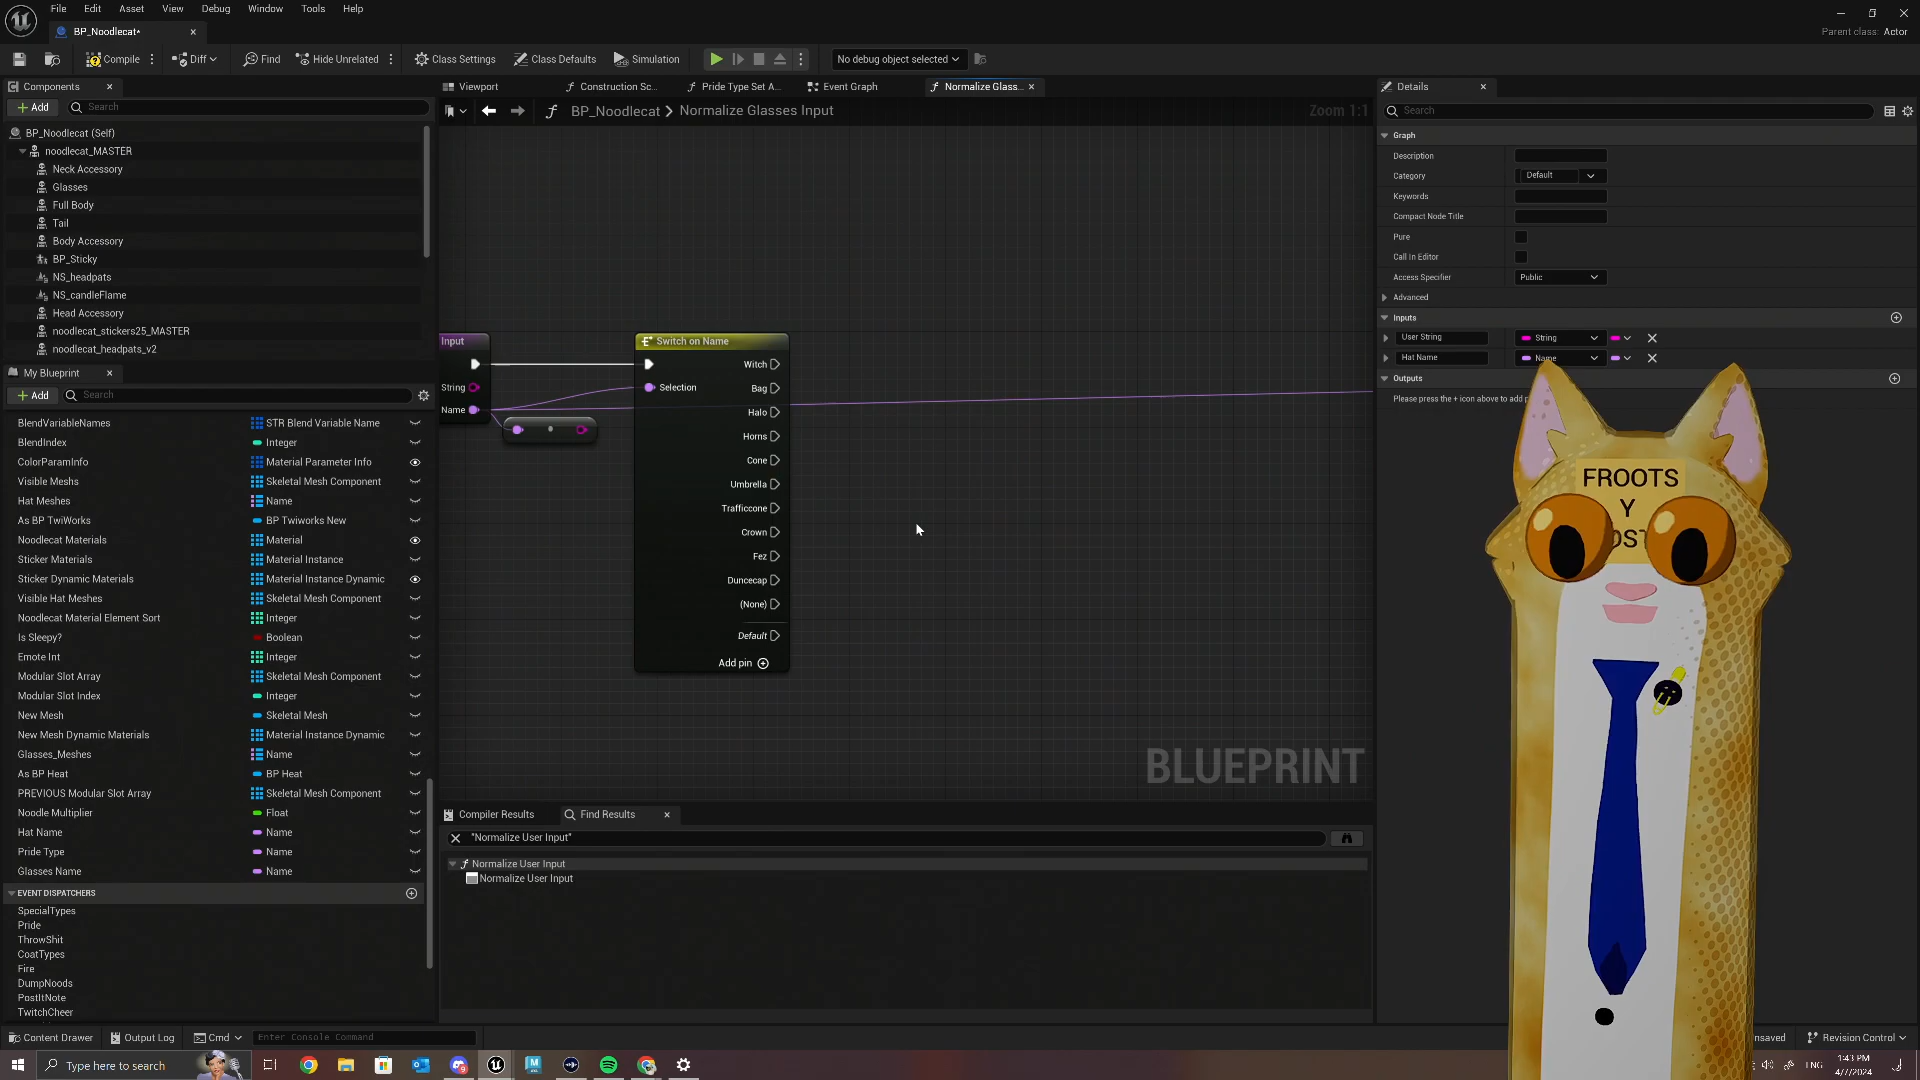 File Edit Asset View Debug Window Tools Help
BP_Noodlecat*
Parent class: Actor
Compile Diff Find Hide Unrelated Class Settings Class Defaults Simulation No debug object selected
Components Viewport Construction Sc... Pride Type Set A... Event Graph Normalize Glass... Details
Add Search BP_Noodlecat Normalize Glasses Input Zoom 1:1 Search
BP_Noodlecat (Self)
noodlecat_MASTER
Neck Accessory
Glasses
Full Body
Tail
Body Accessory
BP_Sticky
NS_headpats
NS_candleFlame
Head Accessory
noodlecat_stickers25_MASTER
noodlecat_headpats_v2
My Blueprint
Add Search
BlendVariableNames STR Blend Variable Name
BlendIndex Integer
ColorParamInfo Material Parameter Info
Visible Meshs Skeletal Mesh Component
Hat Meshes Name
As BP TwiWorks BP Twiworks New
Noodlecat Materials Material
Sticker Materials Material Instance
Sticker Dynamic Materials Material Instance Dynamic
Visible Hat Meshes Skeletal Mesh Component
Noodlecat Material Element Sort Integer
Is Sleepy? Boolean
Emote Int Integer
Modular Slot Array Skeletal Mesh Component
Modular Slot Index Integer
New Mesh Skeletal Mesh
New Mesh Dynamic Materials Material Instance Dynamic
Glasses_Meshes Name
As BP Heat BP Heat
PREVIOUS Modular Slot Array Skeletal Mesh Component
Noodle Multiplier Float
Hat Name Name
Pride Type Name
Glasses Name Name
EVENT DISPATCHERS
SpecialTypes
Pride
ThrowShit
CoatTypes
Fire
DumpNoods
PostItNote
TwitchCheer
Input
String
Name
Switch on Name
Selection
Witch
Bag
Halo
Horns
Cone
Umbrella
Trafficcone
Crown
Fez
Duncecap
(None)
Default
Add pin
BLUEPRINT
Compiler Results Find Results
"Normalize User Input"
Normalize User Input
Normalize User Input
Graph
Description
Category Default
Keywords
Compact Node Title
Pure
Call In Editor
Access Specifier Public
Advanced
Inputs
User String String
Hat Name Name
Outputs
Please press the + icon above to add p
FROOTS
Y
Content Drawer Output Log Cmd Enter Console Command
nsaved Revision Control
Type here to search
ENG 1:43 PM
4/7/2024